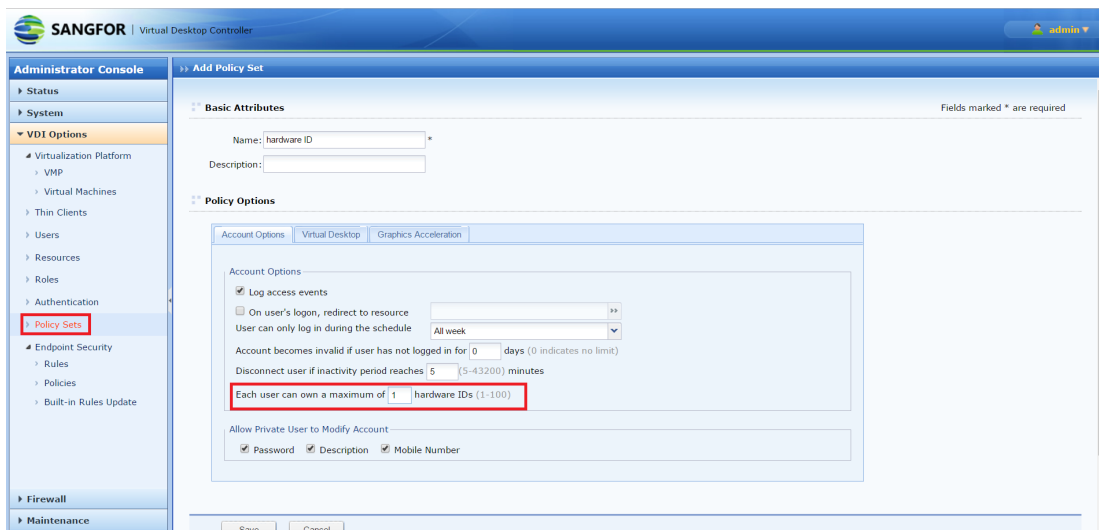 SANGFOR | Virtual Desktop Controller
admin
Administrator Console
Status
System
VDI Options
Virtualization Platform
VMP
Virtual Machines
Thin Clients
Users
Resources
Roles
Authentication
Policy Sets
Endpoint Security
Rules
Policies
Built-in Rules Update
Firewall
Maintenance
Add Policy Set
Basic Attributes
Fields marked * are required
Name: hardware ID *
Description:
Policy Options
Account Options Virtual Desktop Graphics Acceleration
Account Options
Log access events
On user's logon, redirect to resource
User can only log in during the schedule All week
Account becomes invalid if user has not logged in for 0 days (0 indicates no limit)
Disconnect user if inactivity period reaches 5 (5-43200) minutes
Each user can own a maximum of 1 hardware IDs (1-100)
Allow Private User to Modify Account
Password Description Mobile Number
Save Cancel